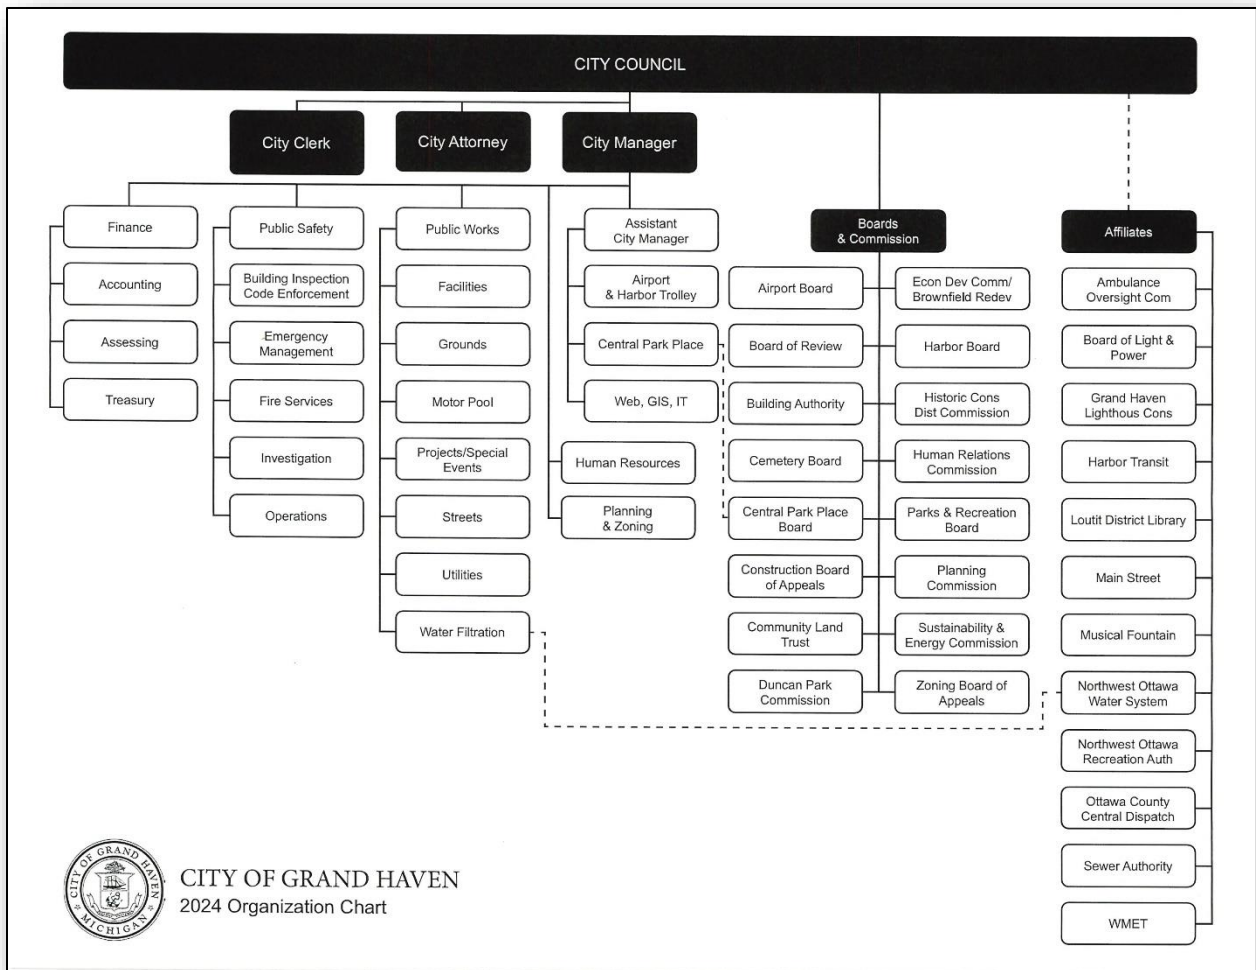 CITY COUNCIL
City Clerk
City Attorney
City Manager
Finance
Accounting
Assessing
Treasury
Public Safety
Building Inspection
Code Enforcement
Emergency
Management
Fire Services
Investigation
Operations
Public Works
Facilities
Grounds
Motor Pool
Projects/Special
Events
Streets
Utilities
Water Filtration
Assistant
City Manager
Airport
& Harbor Trolley
Central Park Place
Web, GIS, IT
Human Resources
Planning
& Zoning
Boards
& Commission
Airport Board
Board of Review
Building Authority
Cemetery Board
Central Park Place
Board
Construction Board
of Appeals
Community Land
Trust
Duncan Park
Commission
Econ Dev Comm/
Brownfield Redev
Harbor Board
Historic Cons
Dist Commission
Human Relations
Commission
Parks & Recreation
Board
Planning
Commission
Sustainability &
Energy Commission
Zoning Board of
Appeals
Affiliates
Ambulance
Oversight Com
Board of Light &
Power
Grand Haven
Lighthous Cons
Harbor Transit
Loutit District Library
Main Street
Musical Fountain
Northwest Ottawa
Water System
Northwest Ottawa
Recreation Auth
Ottawa County
Central Dispatch
Sewer Authority
WMET
CITY OF GRAND HAVEN
MICHIGAN
CITY OF GRAND HAVEN
2024 Organization Chart